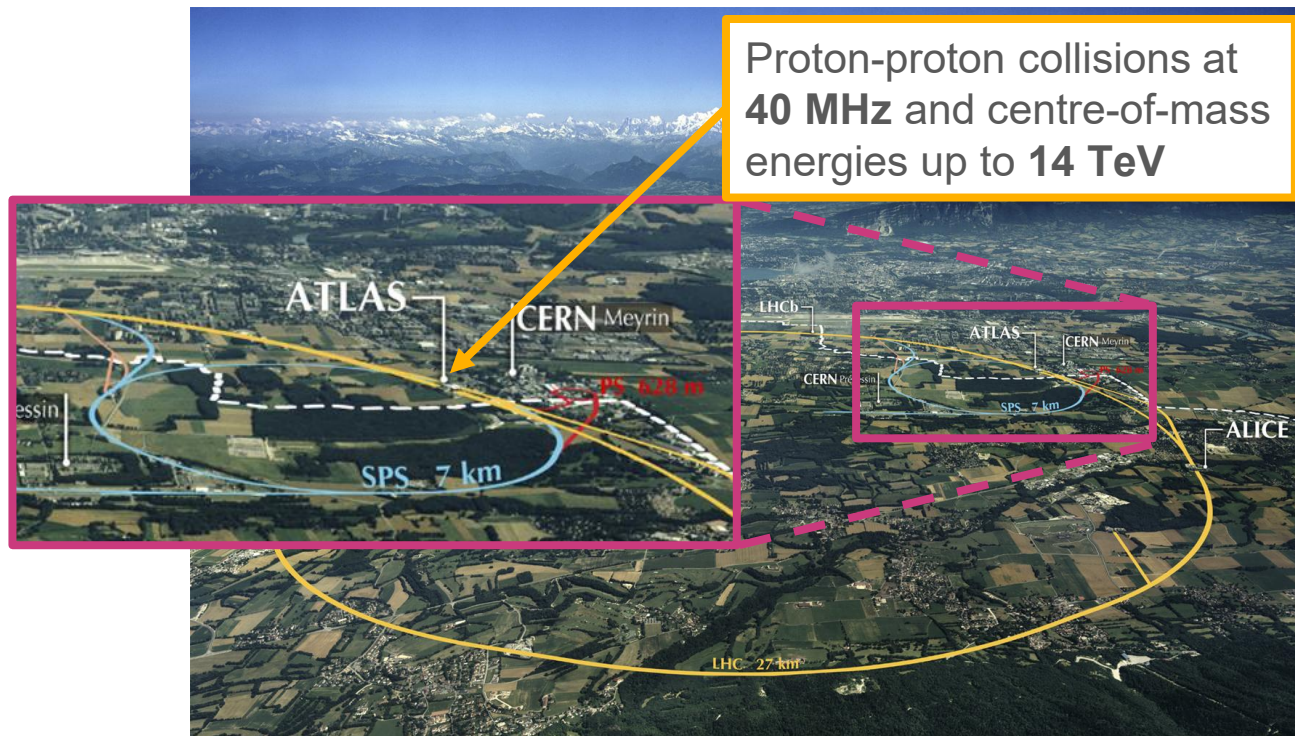 Proton-proton collisions at
40 MHz and centre-of-mass
energies up to 14 TeV
ATLAS
CERN Meyrin
PS 628 m
essin
SPS 7 km
LHCb
ATLAS
CERN Meyrin
CERN Prévessin
SPS 7 km
ALICE
LHC 27 km